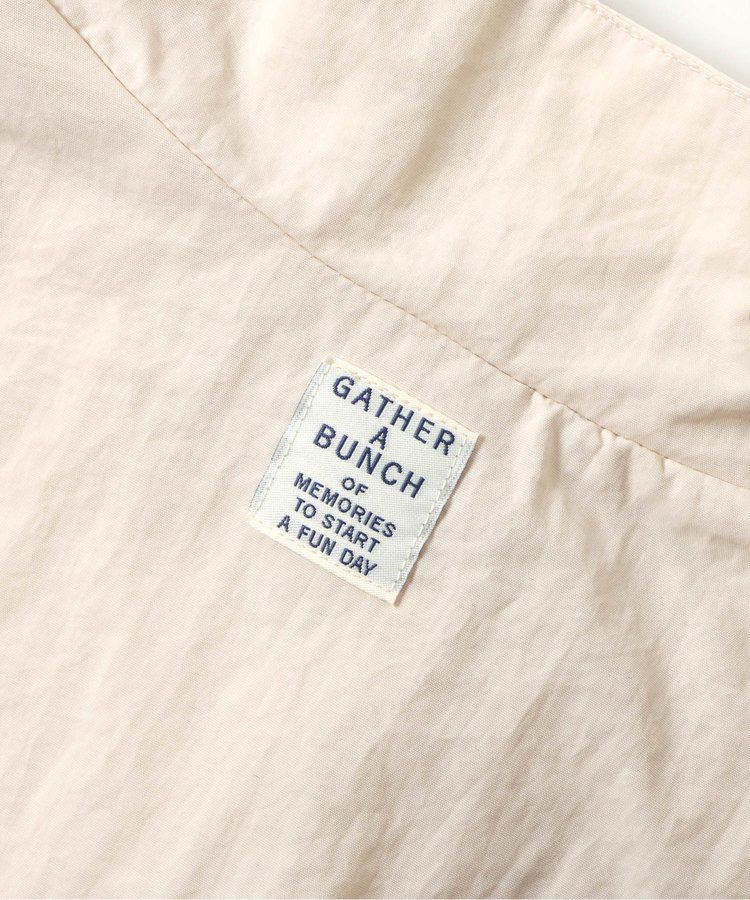 GATHER
A
BUNCH
OF
MEMORIES
TO START
A FUN DAY